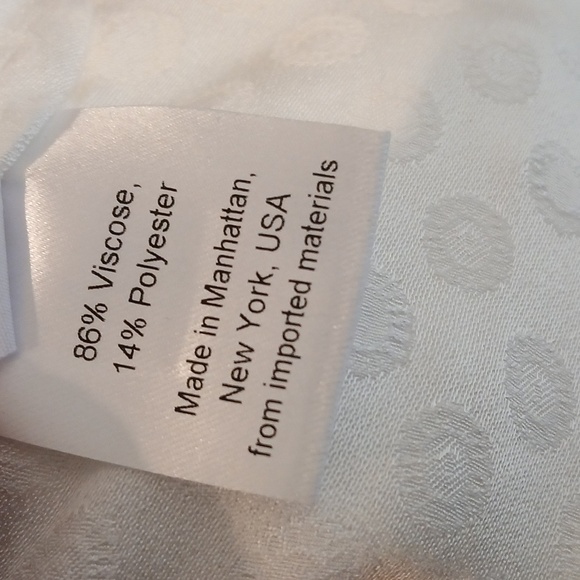 86% Viscose,
14% Polyester
Made in Manhattan,
New York, USA
from imported materials